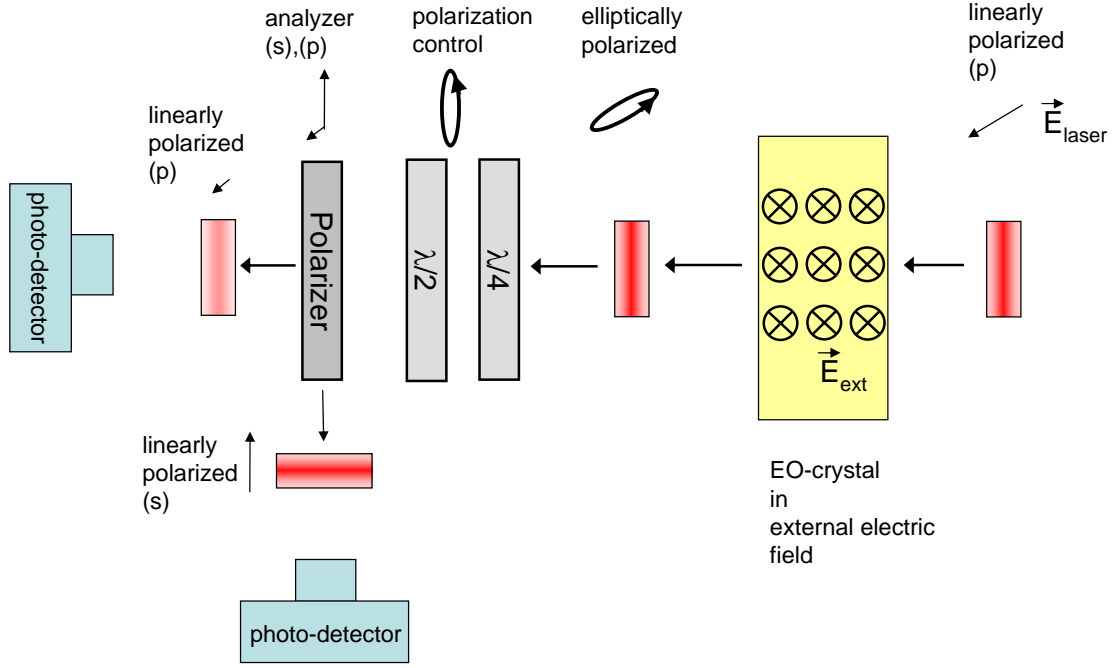 analyzer
(s),(p)
polarization
control
elliptically
polarized
linearly
polarized
(p)
E laser
linearly
polarized
(p)
photo-detector
Polarizer
λ/2
λ/4
E ext
linearly
polarized
(s)
EO-crystal
in
external electric
field
photo-detector